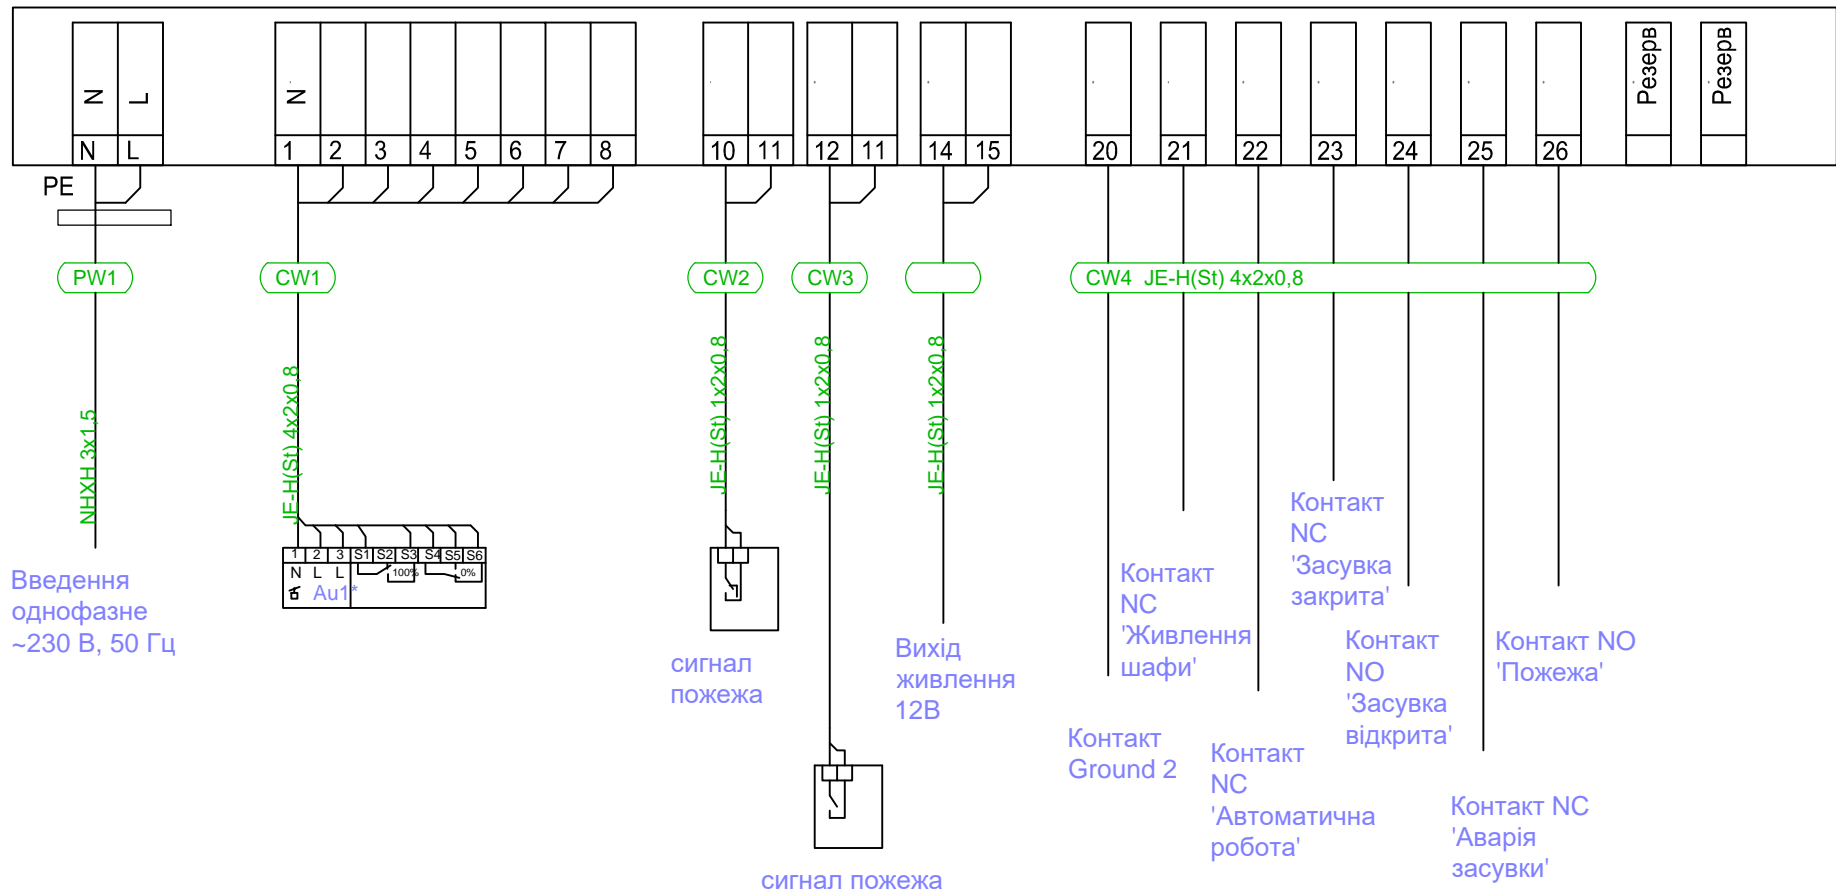 N
L
N
Резерв
Резерв
N
L
1
2
3
4
5
6
7
8
10
11
12
11
14
15
20
21
22
23
24
25
26
PE
PW1
CW1
CW2
CW3
CW4 JE-H(St) 4x2x0,8
NHXH 3x1,5
JE-H(St) 4x2x0,8
JE-H(St) 1x2x0,8
JE-H(St) 1x2x0,8
JE-H(St) 1x2x0,8
1 2 3 S1 S2 S3 S4 S5 S6
N L L 100% 0%
Au1*
Введення
однофазне
~230 В, 50 Гц
сигнал
пожежа
сигнал пожежа
Вихід
живлення
12В
Контакт
Ground 2
Контакт
NC
'Живлення
шафи'
Контакт
NC
'Автоматична
робота'
Контакт
NC
'Засувка
закрита'
Контакт
NO
'Засувка
відкрита'
Контакт NC
'Аварія
засувки'
Контакт NO
'Пожежа'